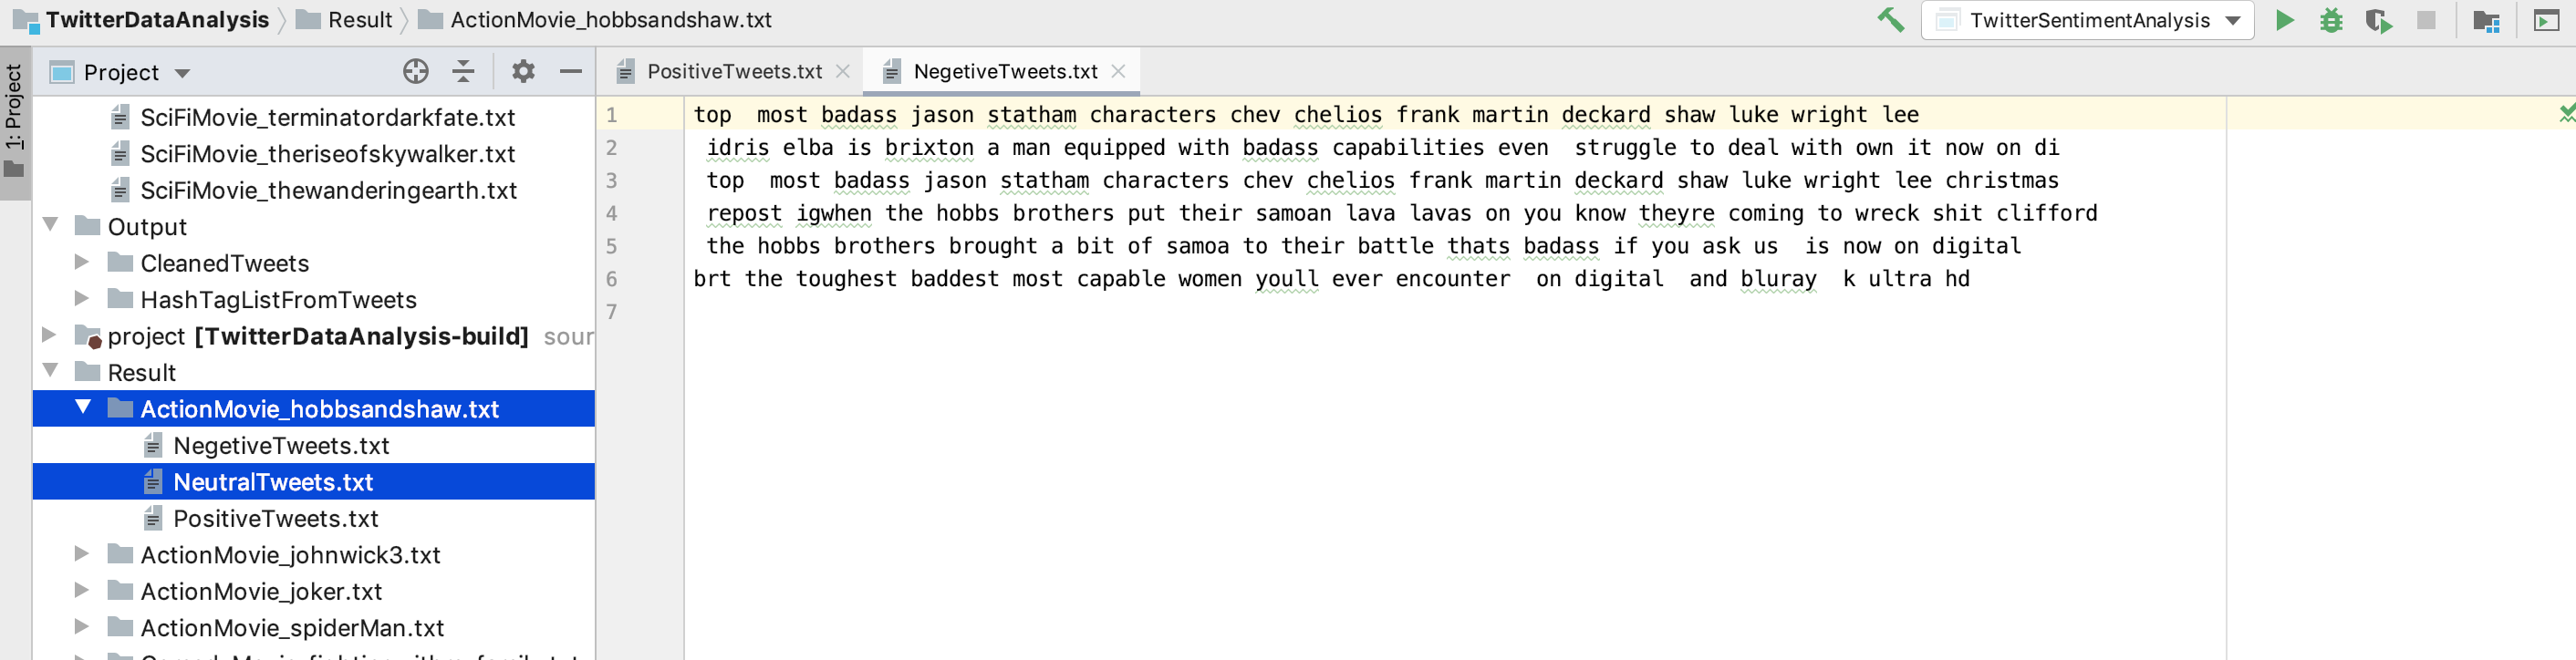 TwitterDataAnalysis Result ActionMovie_hobbsandshaw.txt
TwitterSentimentAnalysis
1: Project
Project
SciFiMovie_terminatordarkfate.txt
SciFiMovie_theriseofskywalker.txt
SciFiMovie_thewanderingearth.txt
Output
CleanedTweets
HashTagListFromTweets
project [TwitterDataAnalysis-build] sour
Result
ActionMovie_hobbsandshaw.txt
NegetiveTweets.txt
NeutralTweets.txt
PositiveTweets.txt
ActionMovie_johnwick3.txt
ActionMovie_joker.txt
ActionMovie_spiderMan.txt
PositiveTweets.txt NegetiveTweets.txt
1 top  most badass jason statham characters chev chelios frank martin deckard shaw luke wright lee
2  idris elba is brixton a man equipped with badass capabilities even  struggle to deal with own it now on di
3  top  most badass jason statham characters chev chelios frank martin deckard shaw luke wright lee christmas
4  repost igwhen the hobbs brothers put their samoan lava lavas on you know theyre coming to wreck shit clifford
5  the hobbs brothers brought a bit of samoa to their battle thats badass if you ask us  is now on digital
6 brt the toughest baddest most capable women youll ever encounter  on digital  and bluray  k ultra hd
7